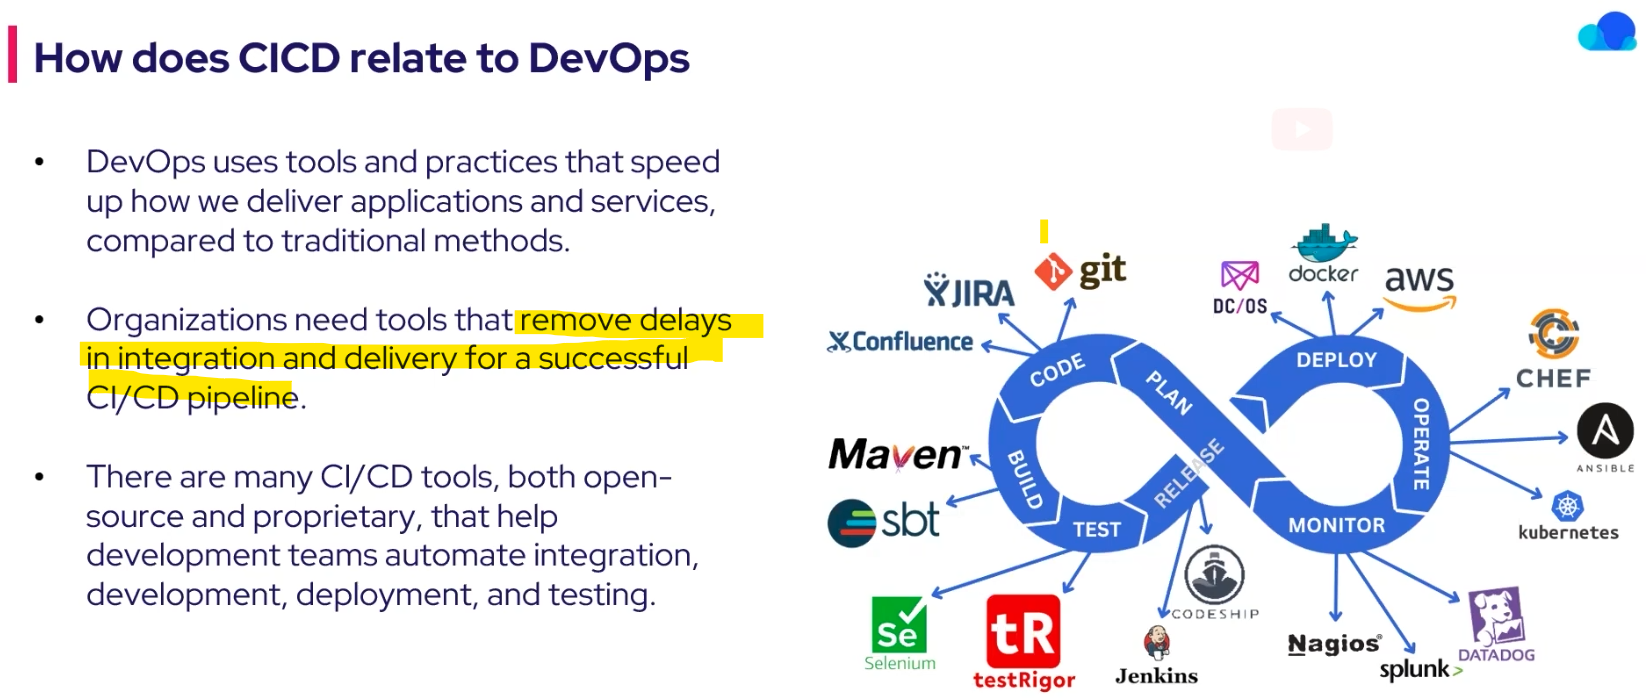 How does CICD relate to DevOps
• DevOps uses tools and practices that speed
up how we deliver applications and services,
compared to traditional methods.
• Organizations need tools that remove delays
in integration and delivery for a successful
CI/CD pipeline.
• There are many CI/CD tools, both open-
source and proprietary, that help
development teams automate integration,
development, deployment, and testing.
JIRA
git
Confluence
Maven™
sbt
Se
Selenium
tR
testRigor
Jenkins
CODESHIP
DC/OS
docker
aws
CHEF
A
ANSIBLE
kubernetes
Nagios®
splunk>
DATADOG
PLAN
CODE
BUILD
TEST
RELEASE
DEPLOY
OPERATE
MONITOR